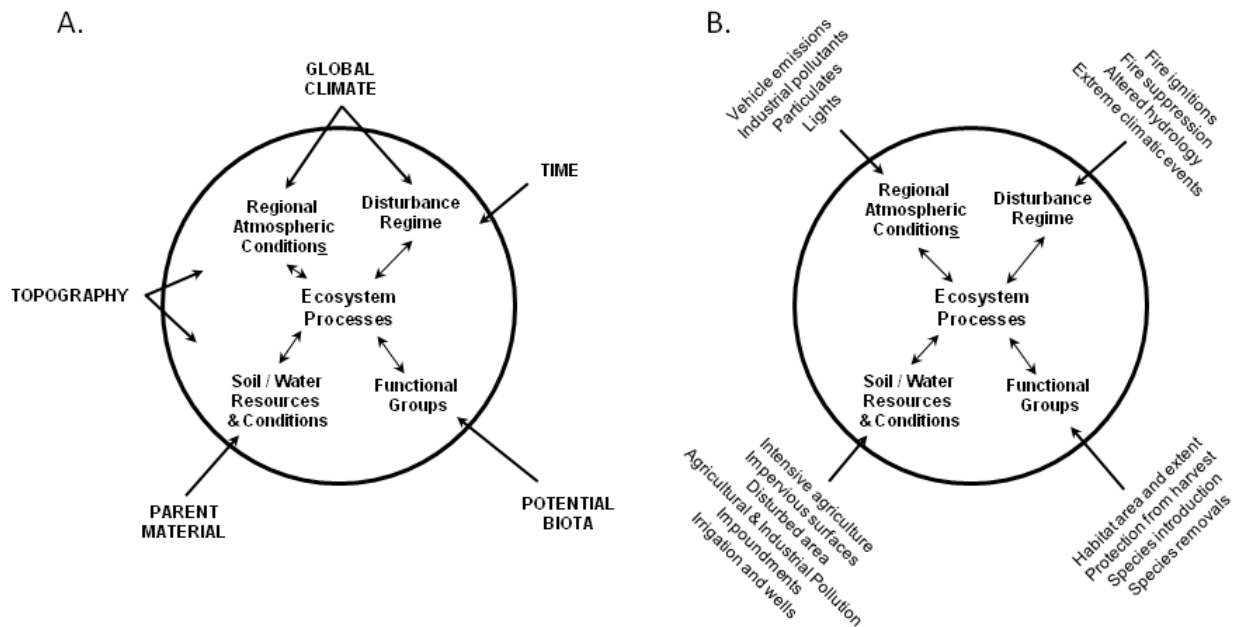 A.
GLOBAL
CLIMATE
TIME
Regional
Atmospheric
Conditions
Disturbance
Regime
TOPOGRAPHY
Ecosystem
Processes
Soil / Water
Resources
& Conditions
Functional
Groups
PARENT
MATERIAL
POTENTIAL
BIOTA
B.
Vehicle emissions
Industrial pollutants
Particulates
Lights
Fire ignitions
Fire suppression
Altered hydrology
Extreme climatic events
Regional
Atmospheric
Conditions
Disturbance
Regime
Ecosystem
Processes
Soil / Water
Resources
& Conditions
Functional
Groups
Intensive agriculture
Impervious surfaces
Disturbed area
Agricultural & Industrial Pollution
Impoundments
Irrigation and wells
Habitat area and extent
Protection from harvest
Species introduction
Species removals